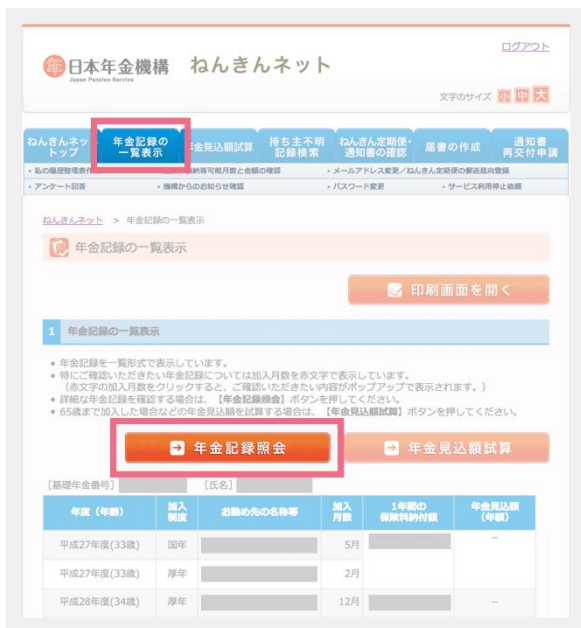 ログアウト
日本年金機構 ねんきんネット
Japan Pension Service
文字のサイズ 小 中 大
ねんきんネット
トップ
年金記録の
一覧表示
年金見込額試算
持ち主不明
記録検索
ねんきん定期便・
通知書の確認
届書の作成
通知書
再交付申請
私の履歴整理表作
納等可能月数と金額の確認
メールアドレス変更/ねんきん定期便の郵送意向登録
アンケート回答
機構からのお知らせ確認
パスワード変更
サービス利用停止依頼
ねんきんネット > 年金記録の一覧表示
年金記録の一覧表示
印刷画面を開く
1 年金記録の一覧表示
• 年金記録を一覧形式で表示しています。
• 特にご確認いただきたい年金記録については加入月数を赤文字で表示しています。
(赤文字の加入月数をクリックすると、ご確認いただきたい内容がポップアップで表示されます。)
• 詳細な年金記録を確認する場合は、【年金記録照会】ボタンを押してください。
• 65歳まで加入した場合などの年金見込額を試算する場合は、【年金見込額試算】ボタンを押してください。
年金記録照会 年金見込額試算
[基礎年金番号] [氏名]
年度(年齢) 加入制度 お勤め先の名称等 加入月数 1年間の保険料納付額 年金見込額(年額)
平成27年度(33歳) 国年 5月 −
平成27年度(33歳) 厚年 2月
平成28年度(34歳) 厚年 12月 −